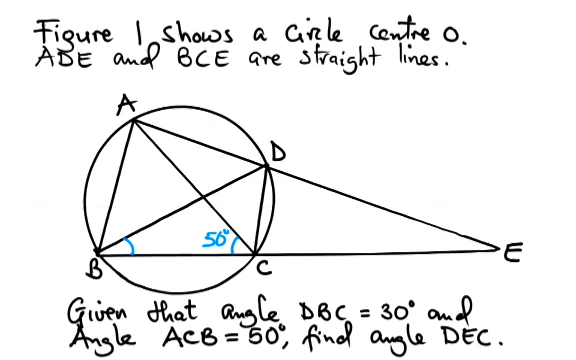 Figure 1 shows a circle centre O.
ADE and BCE are straight lines.
A
D
50°
B
C
E
Given that angle DBC = 30° and
Angle ACB = 50°, find angle DEC.